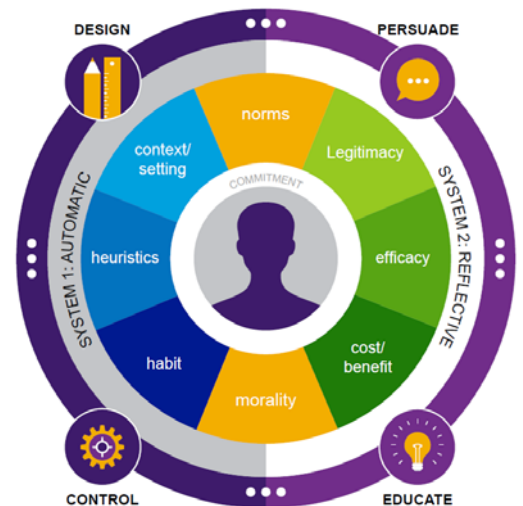 DESIGN
PERSUADE
norms
context/
setting
Legitimacy
COMMITMENT
SYSTEM 1: AUTOMATIC
SYSTEM 2: REFLECTIVE
heuristics
efficacy
habit
cost/
benefit
morality
CONTROL
EDUCATE